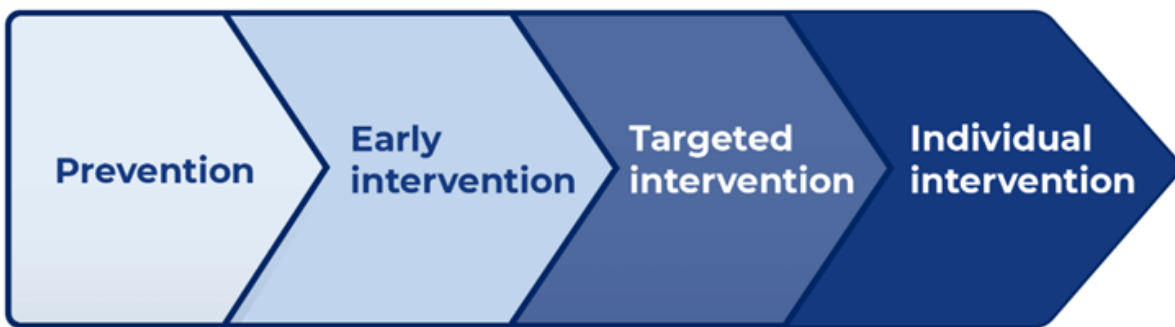 Prevention
Early
intervention
Targeted
intervention
Individual
intervention